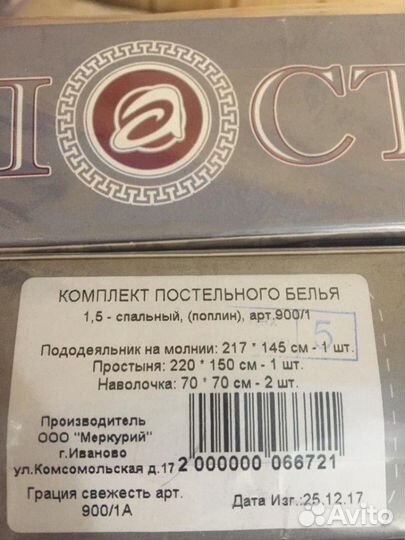 СТ
КОМПЛЕКТ ПОСТЕЛЬНОГО БЕЛЬЯ
1,5 - спальный, (поплин), арт.900/1
5
Пододеяльник на молнии: 217 * 145 см - 1 шт.
Простыня: 220 * 150 см - 1 шт.
Наволочка: 70 * 70 см - 2 шт.
Производитель
ООО "Меркурий"
г.Иваново
ул.Комсомольская д.17
2 000000 066721
Грация свежесть арт.
900/1А
Дата Изг.:25.12.17
Avito